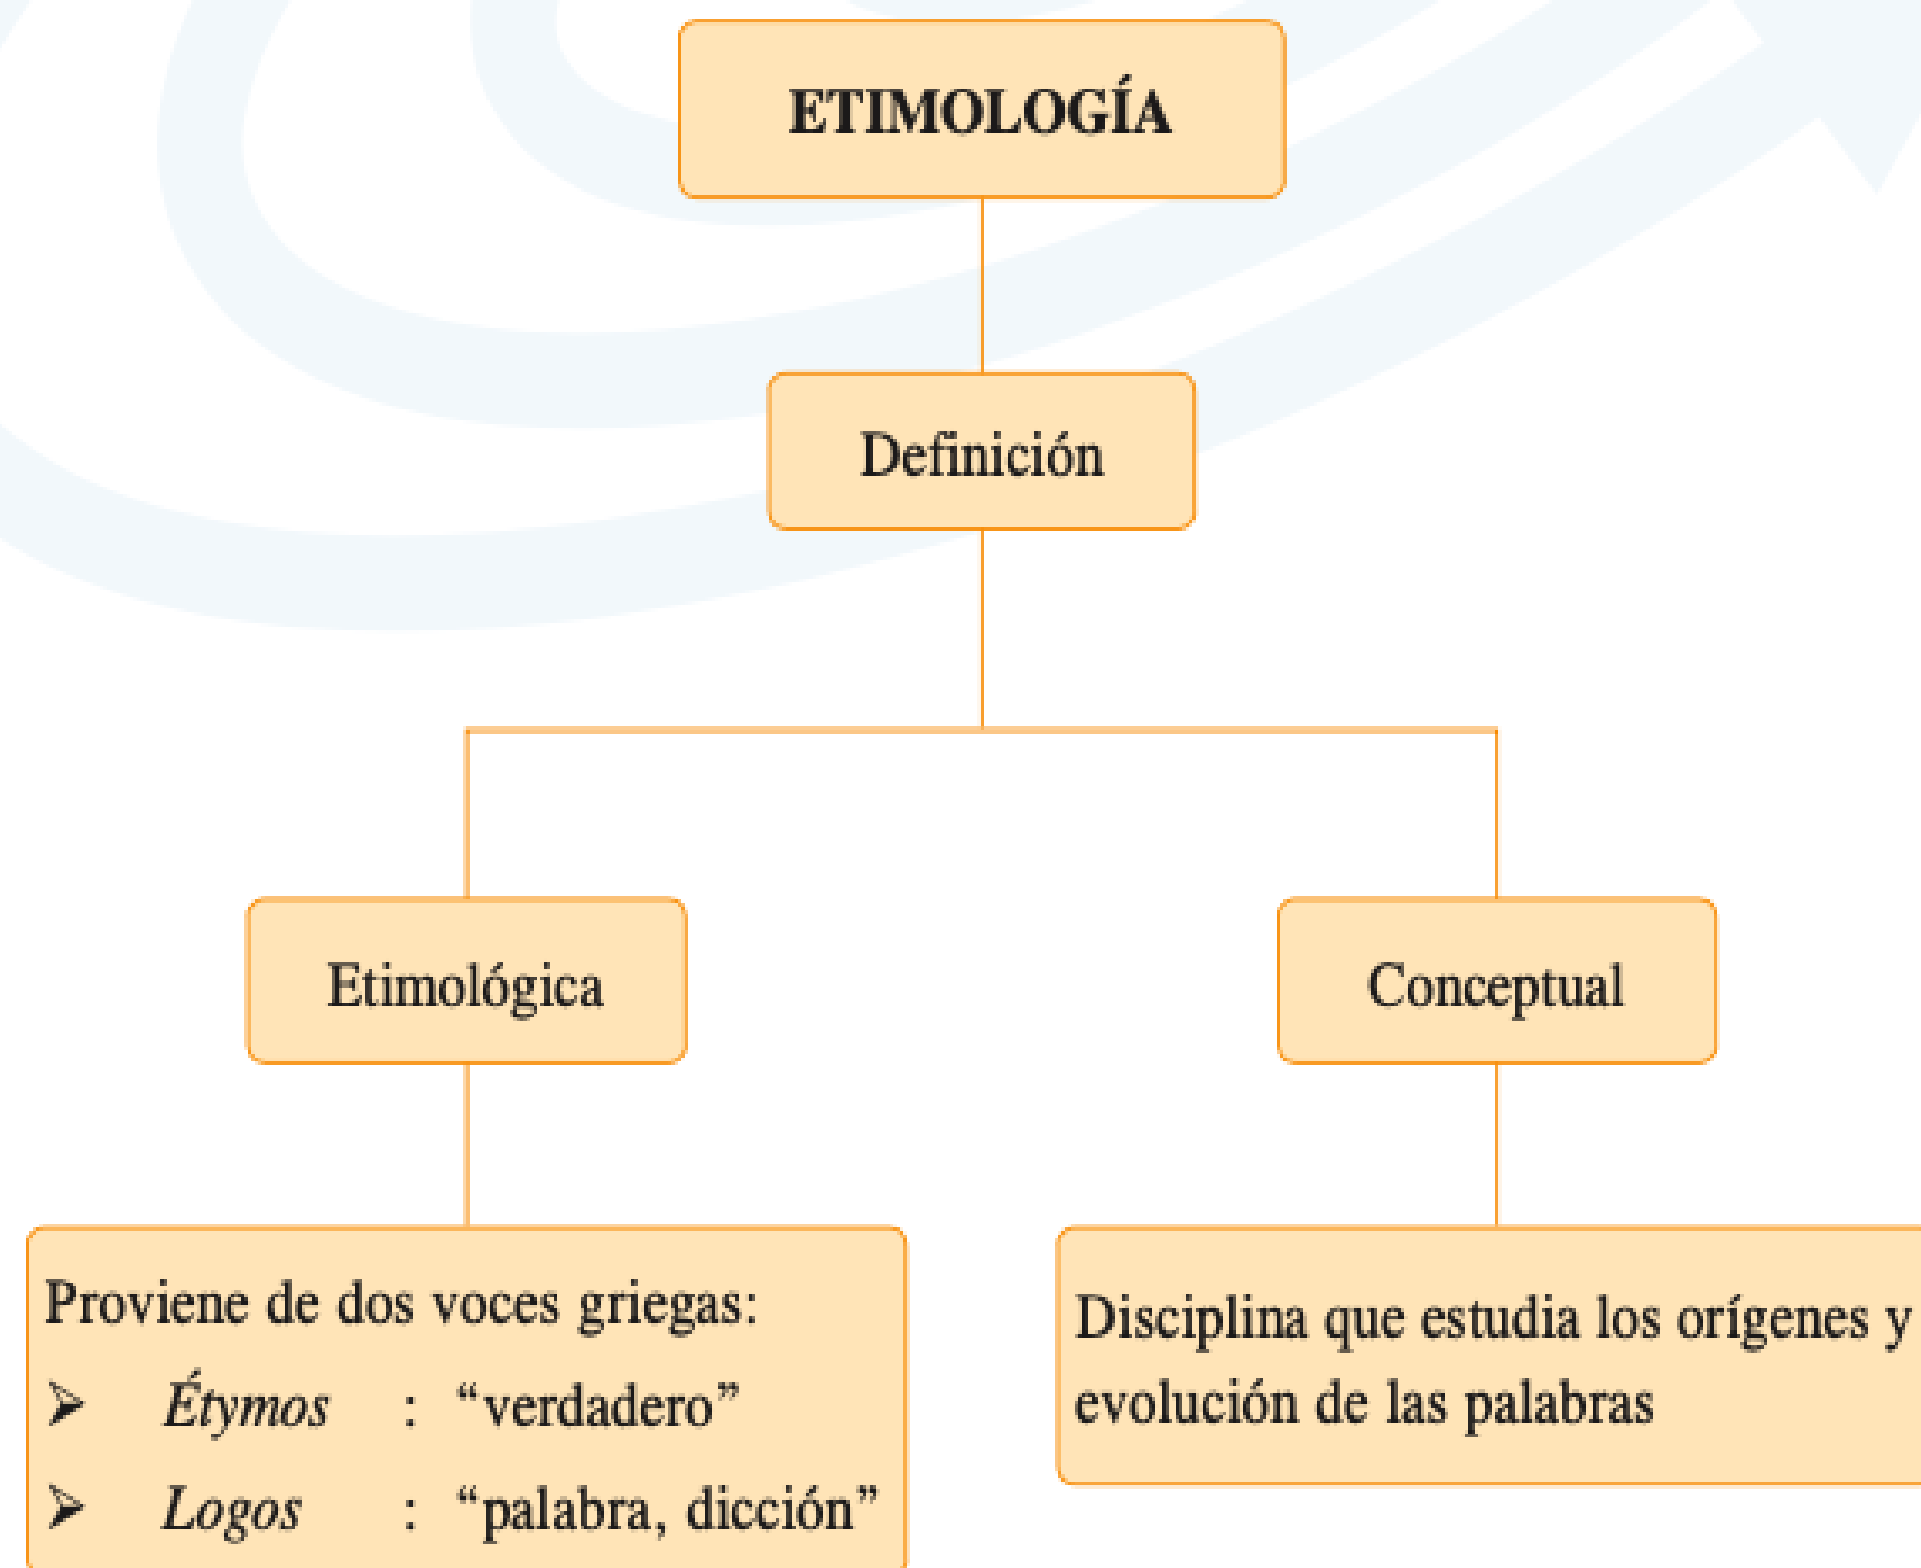 ETIMOLOGÍA
Definición
Etimológica
Conceptual
Proviene de dos voces griegas:
➢ Étymos : “verdadero”
➢ Logos : “palabra, dicción”
Disciplina que estudia los orígenes y
evolución de las palabras